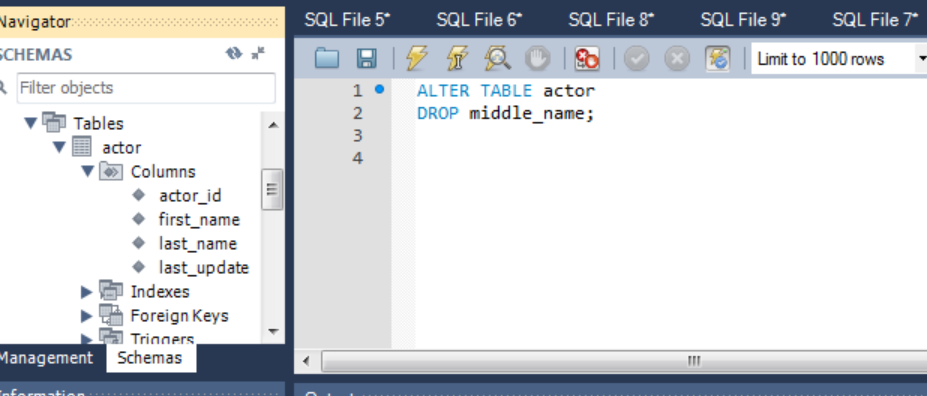 Navigator
SQL File 5*
SQL File 6*
SQL File 8*
SQL File 9*
SQL File 7*
SCHEMAS
Filter objects
Limit to 1000 rows
Tables
actor
Columns
actor_id
first_name
last_name
last_update
Indexes
Foreign Keys
Triggers
Management Schemas
Information
1 ALTER TABLE actor
2 DROP middle_name;
3
4